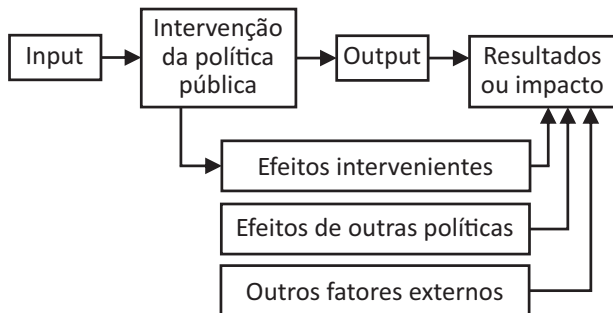 Input
Intervenção
da política
pública
Output
Resultados
ou impacto
Efeitos intervenientes
Efeitos de outras políticas
Outros fatores externos